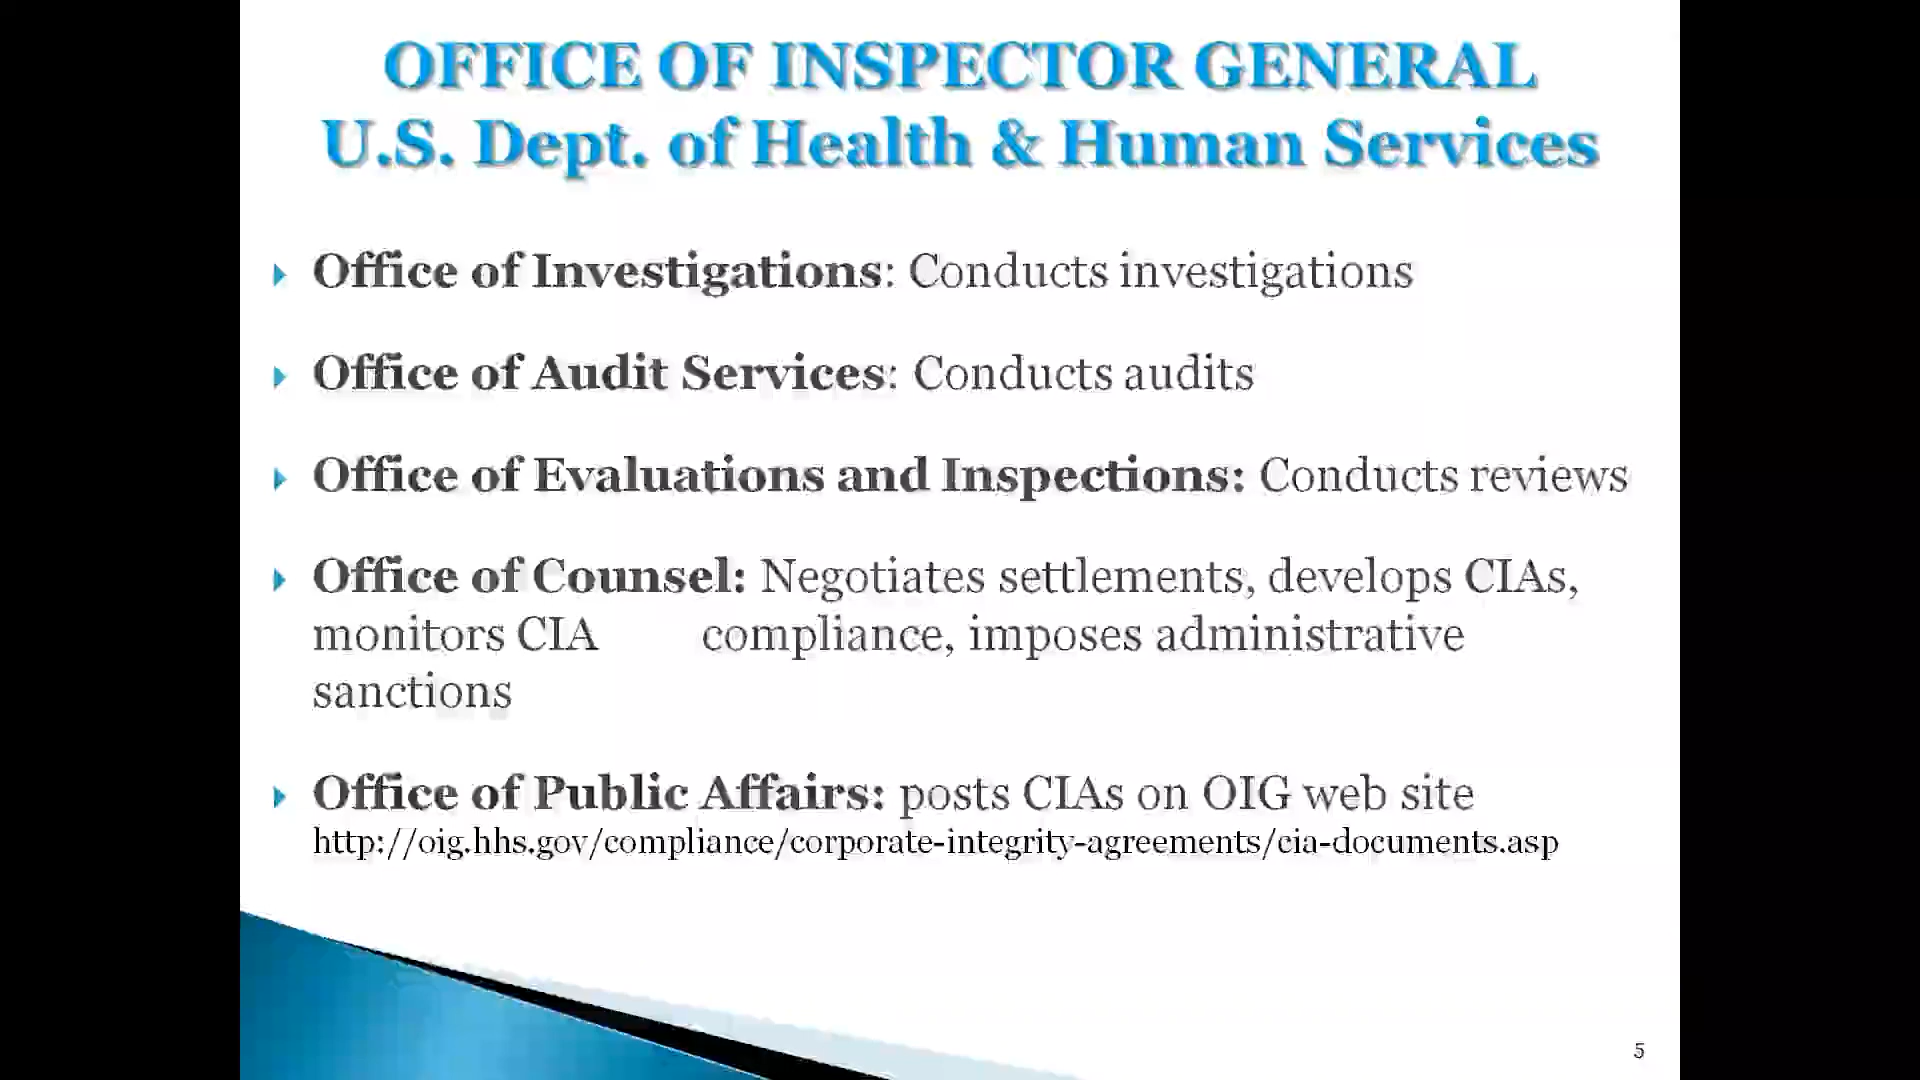 OFFICE OF INSPECTOR GENERAL
U.S. Dept. of Health & Human Services
Office of Investigations: Conducts investigations
Office of Audit Services: Conducts audits
Office of Evaluations and Inspections: Conducts reviews
Office of Counsel: Negotiates settlements, develops CIAs,
monitors CIA compliance, imposes administrative
sanctions
Office of Public Affairs: posts CIAs on OIG web site
http://oig.hhs.gov/compliance/corporate-integrity-agreements/cia-documents.asp
5